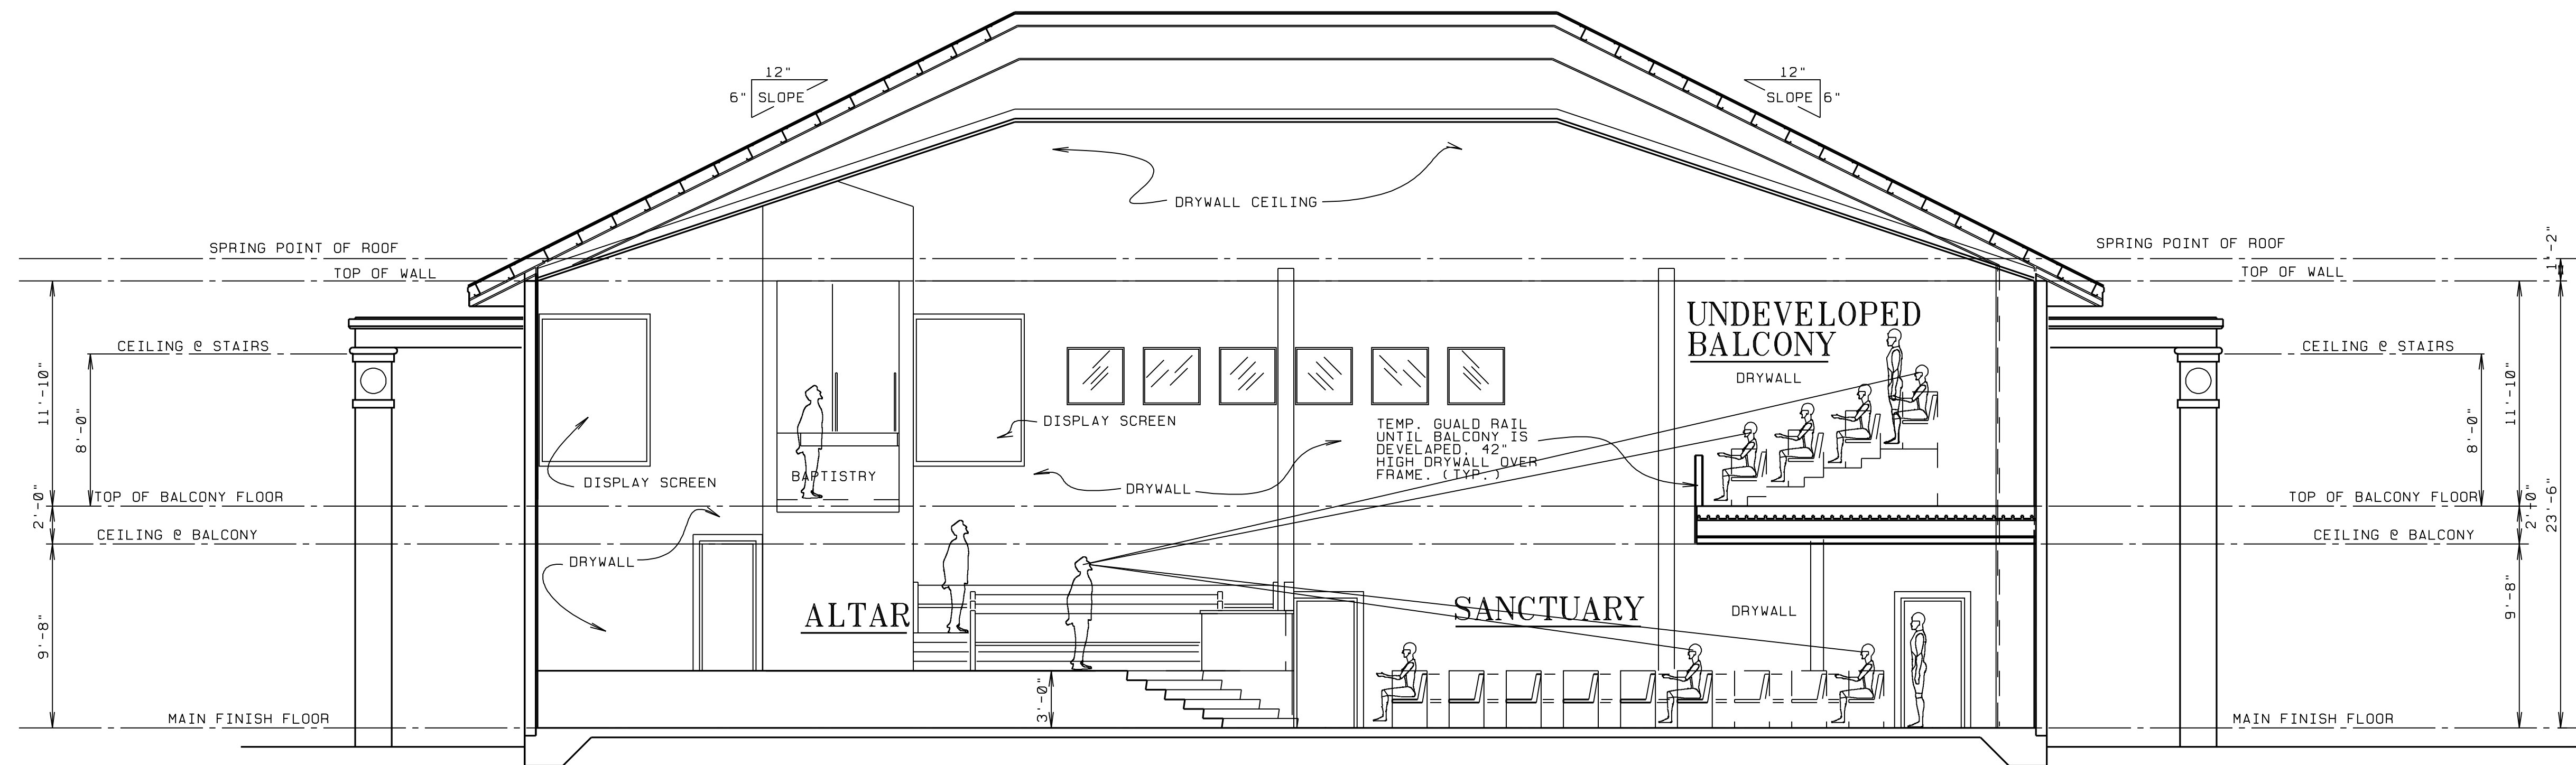 12"
6" SLOPE
12"
SLOPE 6"
DRYWALL CEILING
SPRING POINT OF ROOF
SPRING POINT OF ROOF
1'-2"
TOP OF WALL
TOP OF WALL
UNDEVELOPED
BALCONY
DRYWALL
CEILING @ STAIRS
CEILING @ STAIRS
11'-10"
8'-0"
8'-0"
11'-10"
DISPLAY SCREEN
TEMP. GUALD RAIL
UNTIL BALCONY IS
DEVELAPED, 42"
HIGH DRYWALL OVER
FRAME. (TYP.)
BAPTISTRY
DISPLAY SCREEN
DRYWALL
TOP OF BALCONY FLOOR
TOP OF BALCONY FLOOR
2'-0"
2'-0"
23'-6"
CEILING @ BALCONY
CEILING @ BALCONY
DRYWALL
ALTAR
SANCTUARY
DRYWALL
9'-8"
9'-8"
3'-0"
MAIN FINISH FLOOR
MAIN FINISH FLOOR